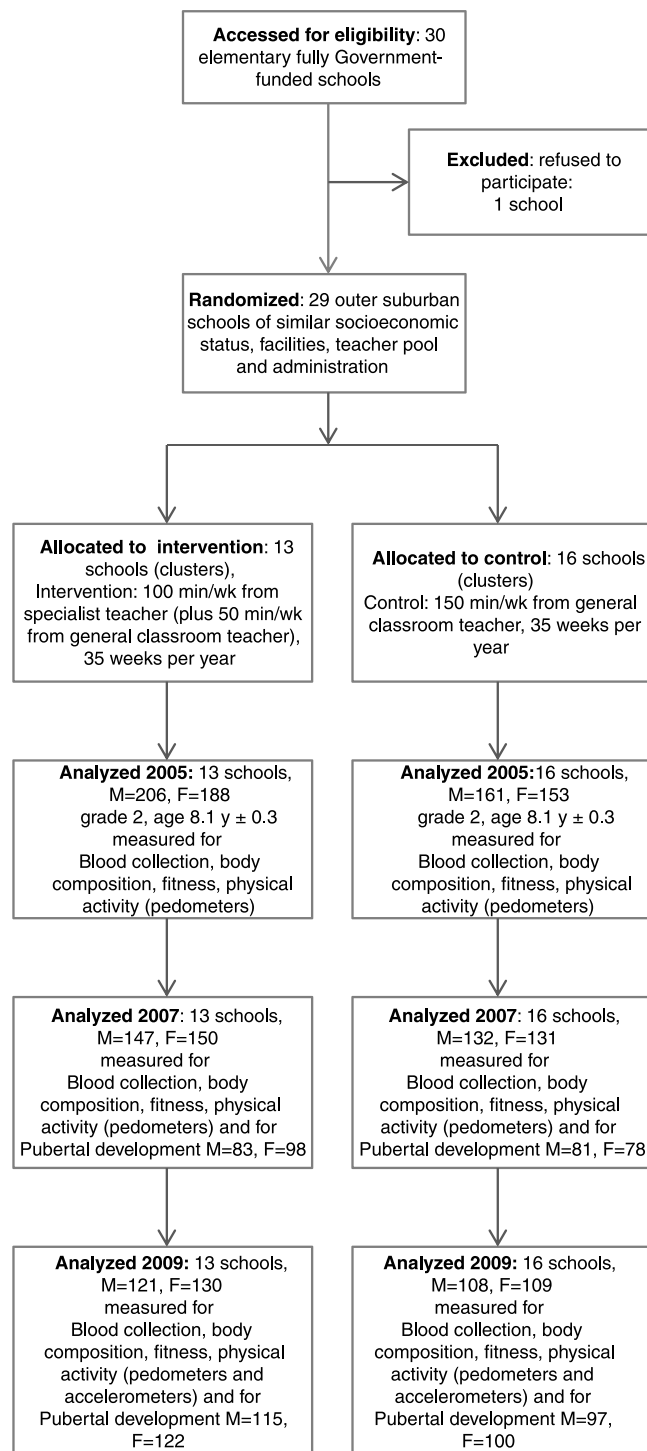 Accessed for eligibility: 30
elementary fully Government-
funded schools
Excluded: refused to
participate:
1 school
Randomized: 29 outer suburban
schools of similar socioeconomic
status, facilities, teacher pool
and administration
Allocated to intervention: 13
schools (clusters),
Intervention: 100 min/wk from
specialist teacher (plus 50 min/wk
from general classroom teacher),
35 weeks per year
Allocated to control: 16 schools
(clusters)
Control: 150 min/wk from general
classroom teacher, 35 weeks per
year
Analyzed 2005: 13 schools,
M=206, F=188
grade 2, age 8.1 y ± 0.3
measured for
Blood collection, body
composition, fitness, physical
activity (pedometers)
Analyzed 2005:16 schools,
M=161, F=153
grade 2, age 8.1 y ± 0.3
measured for
Blood collection, body
composition, fitness, physical
activity (pedometers)
Analyzed 2007: 13 schools,
M=147, F=150
measured for
Blood collection, body
composition, fitness, physical
activity (pedometers) and for
Pubertal development M=83, F=98
Analyzed 2007: 16 schools,
M=132, F=131
measured for
Blood collection, body
composition, fitness, physical
activity (pedometers) and for
Pubertal development M=81, F=78
Analyzed 2009: 13 schools,
M=121, F=130
measured for
Blood collection, body
composition, fitness, physical
activity (pedometers and
accelerometers) and for
Pubertal development M=115,
F=122
Analyzed 2009: 16 schools,
M=108, F=109
measured for
Blood collection, body
composition, fitness, physical
activity (pedometers and
accelerometers) and for
Pubertal development M=97,
F=100